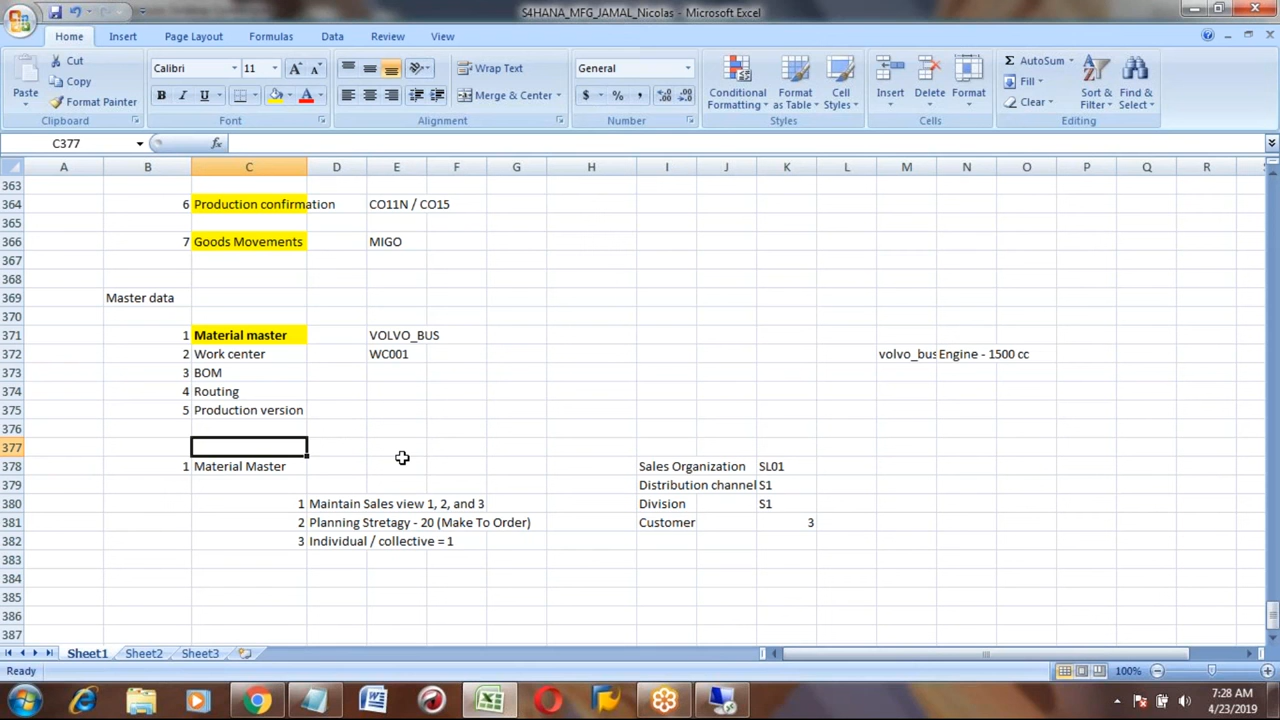 S4HANA_MFG_JAMAL_Nicolas - Microsoft Excel
Home Insert Page Layout Formulas Data Review View
Paste
Cut
Copy
Format Painter
Calibri 11
B I U
Wrap Text
Merge & Center
General
$ % ,
Conditional Formatting
Format as Table
Cell Styles
Insert Delete Format
Σ AutoSum
Fill
Clear
Sort & Filter
Find & Select
Clipboard Font Alignment Number Styles Cells Editing
C377 fx
A B C D E F G H I J K L M N O P Q R
363
364 6 Production confirmation CO11N / CO15
365
366 7 Goods Movements MIGO
367
368
369 Master data
370
371 1 Material master VOLVO_BUS
372 2 Work center WC001 volvo_bus Engine - 1500 cc
373 3 BOM
374 4 Routing
375 5 Production version
376
377
378 1 Material Master Sales Organization SL01
379 Distribution channel S1
380 1 Maintain Sales view 1, 2, and 3 Division S1
381 2 Planning Stretagy - 20 (Make To Order) Customer 3
382 3 Individual / collective = 1
383
384
385
386
387
Sheet1 Sheet2 Sheet3
Ready 100%
7:28 AM
4/23/2019